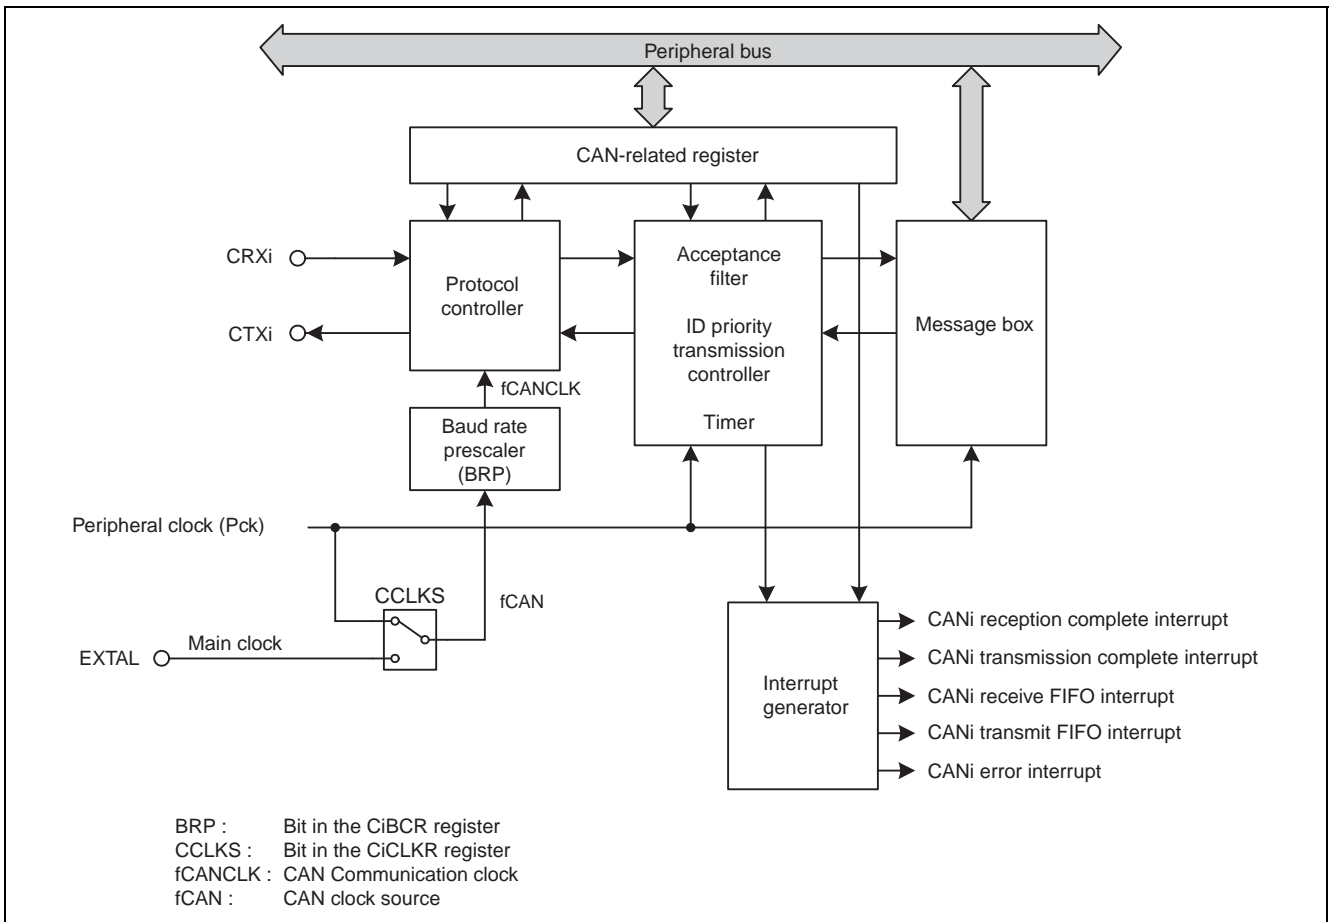 Peripheral bus
CAN-related register
CRXi
CTXi
Protocol
controller
Acceptance
filter
ID priority
transmission
controller
Timer
Message box
fCANCLK
Baud rate
prescaler
(BRP)
Peripheral clock (Pck)
CCLKS
fCAN
EXTAL
Main clock
Interrupt
generator
CANi reception complete interrupt
CANi transmission complete interrupt
CANi receive FIFO interrupt
CANi transmit FIFO interrupt
CANi error interrupt
BRP : Bit in the CiBCR register
CCLKS : Bit in the CiCLKR register
fCANCLK : CAN Communication clock
fCAN : CAN clock source